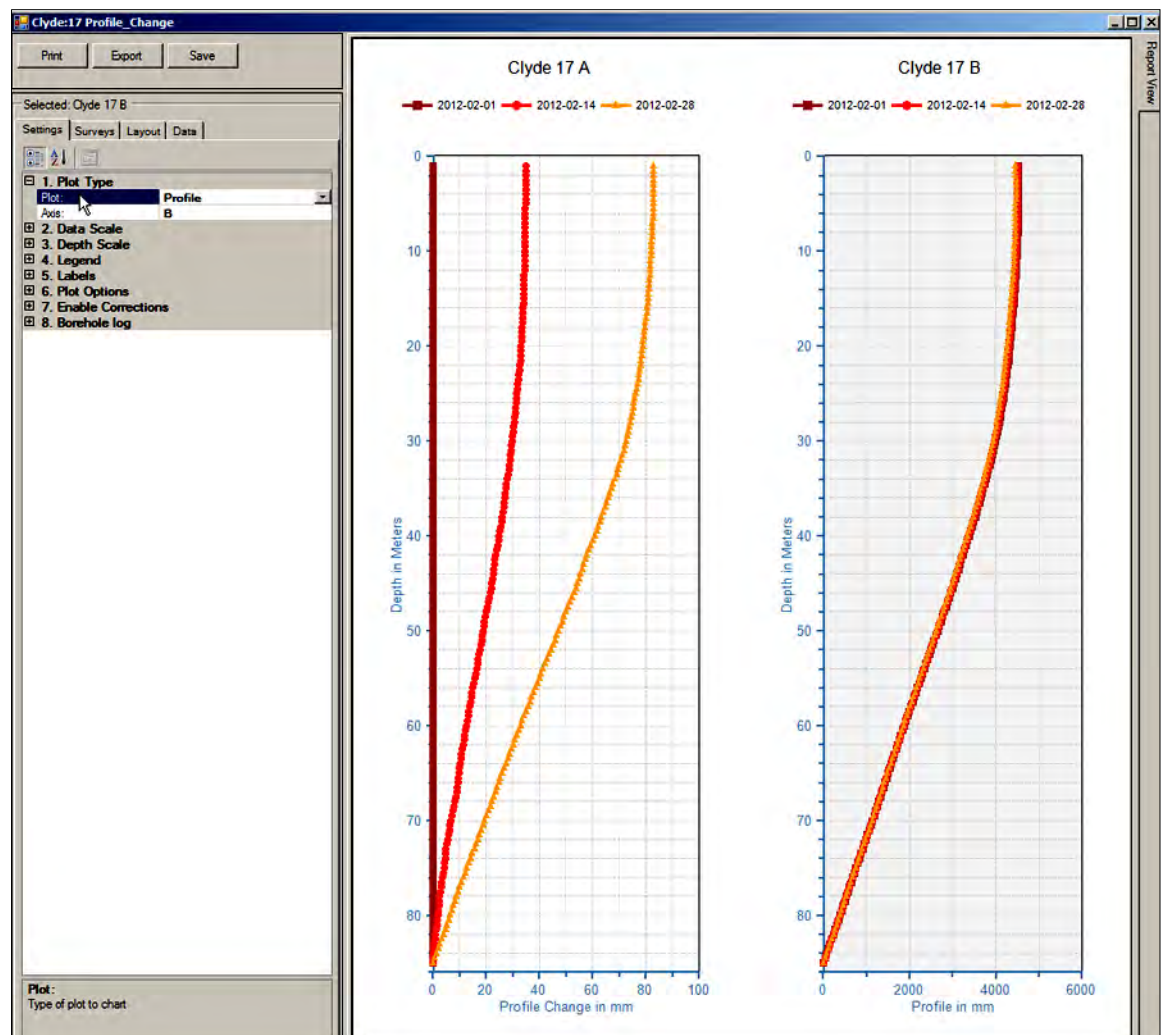 Clyde:17 Profile_Change
Print Export Save
Selected: Clyde 17 B
Settings Surveys Layout Data
1. Plot Type
Plot: Profile
Axis: B
2. Data Scale
3. Depth Scale
4. Legend
5. Labels
6. Plot Options
7. Enable Corrections
8. Borehole log
Plot:
Type of plot to chart
Clyde 17 A
2012-02-01 2012-02-14 2012-02-28
0
10
20
30
40
50
60
70
80
Depth in Meters
0 20 40 60 80 100
Profile Change in mm
Clyde 17 B
2012-02-01 2012-02-14 2012-02-28
0
10
20
30
40
50
60
70
80
Depth in Meters
0 2000 4000 6000
Profile in mm
Report View